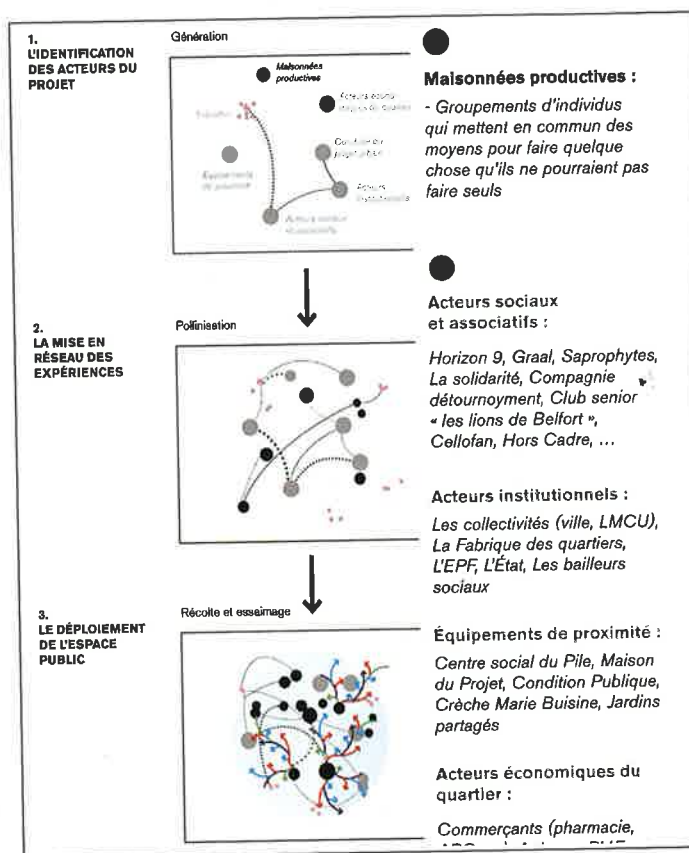 1.
L'IDENTIFICATION
DES ACTEURS DU
PROJET
Génération
Maisonnées
productives
Acteurs
Équipements
Acteurs
institutionnels
Acteurs
2.
LA MISE EN
RÉSEAU DES
EXPÉRIENCES
Pollinisation
3.
LE DÉPLOIEMENT
DE L'ESPACE
PUBLIC
Récolte et essaimage
Maisonnées productives :
- Groupements d'individus
qui mettent en commun des
moyens pour faire quelque
chose qu'ils ne pourraient pas
faire seuls
Acteurs sociaux
et associatifs :
Horizon 9, Graal, Saprophytes,
La solidarité, Compagnie
détournoyment, Club senior
« les lions de Belfort »,
Cellofan, Hors Cadre, ...
Acteurs institutionnels :
Les collectivités (ville, LMCU),
La Fabrique des quartiers,
L'EPF, L'État, Les bailleurs
sociaux
Équipements de proximité :
Centre social du Pile, Maison
du Projet, Condition Publique,
Crèche Marie Buisine, Jardins
partagés
Acteurs économiques du
quartier :
Commerçants (pharmacie,